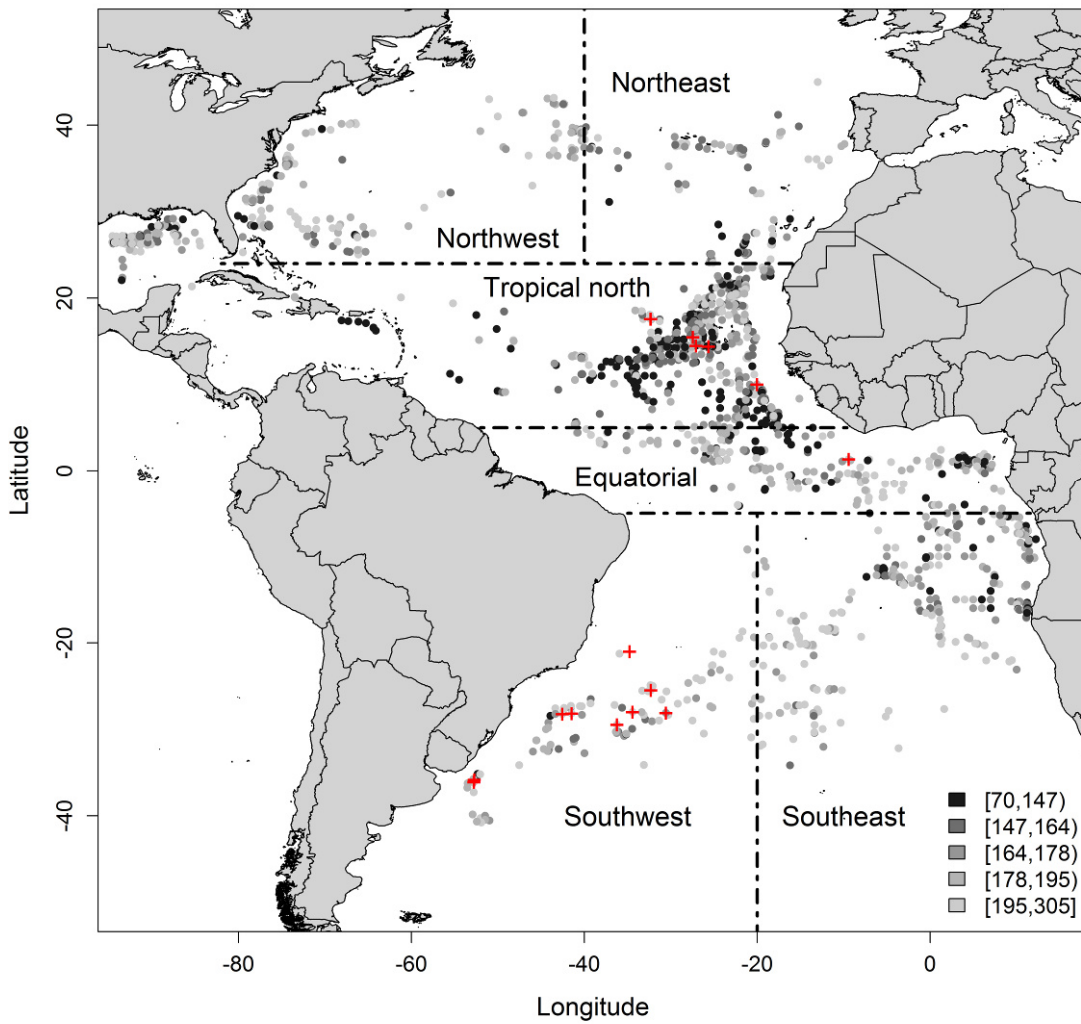 Northeast
40
Northwest
Tropical north
20
Equatorial
0
Latitude
-20
[70,147)
Southwest
Southeast
[147,164)
-40
[164,178)
[178,195)
[195,305]
-80
-60
-40
-20
0
Longitude